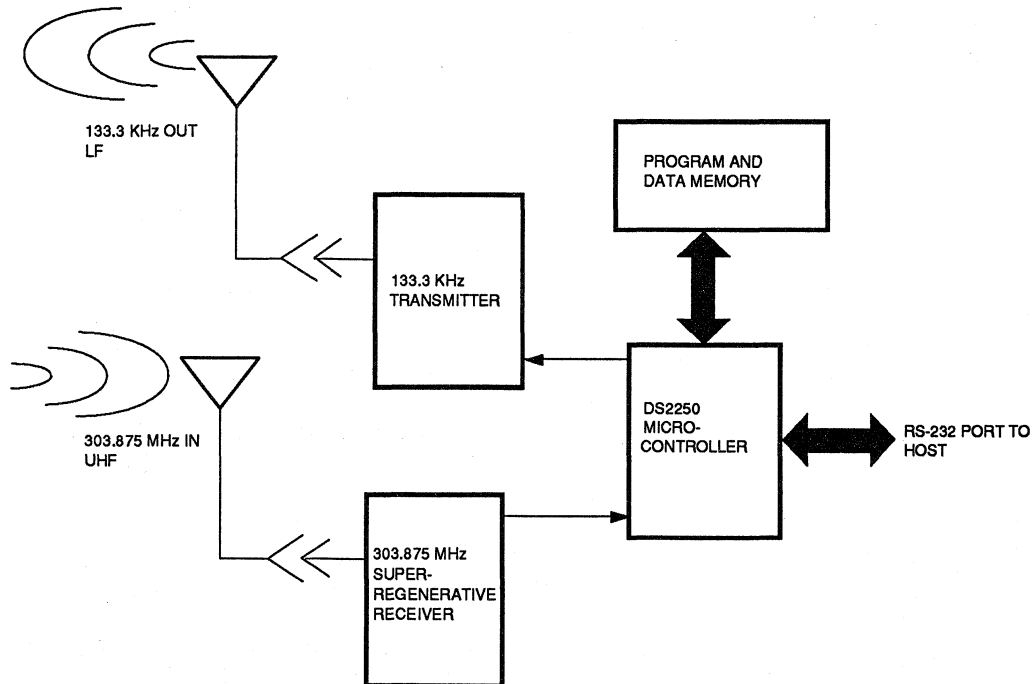 133.3 KHz OUT
LF
PROGRAM AND
DATA MEMORY
133.3 KHz
TRANSMITTER
303.875 MHz IN
UHF
DS2250
MICRO-
CONTROLLER
RS-232 PORT TO
HOST
303.875 MHz
SUPER-
REGENERATIVE
RECEIVER